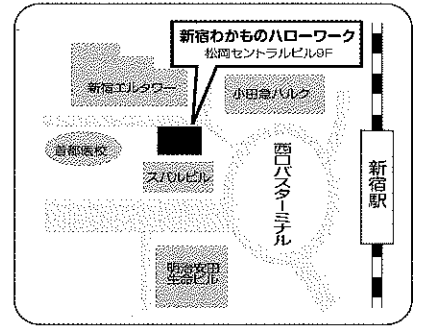 新宿わかものハローワーク
松岡セントラルビル9F
新宿エルタワー
小田急ハルク
首都医校
スバルビル
西口バスターミナル
新宿駅
明治安田
生命ビル